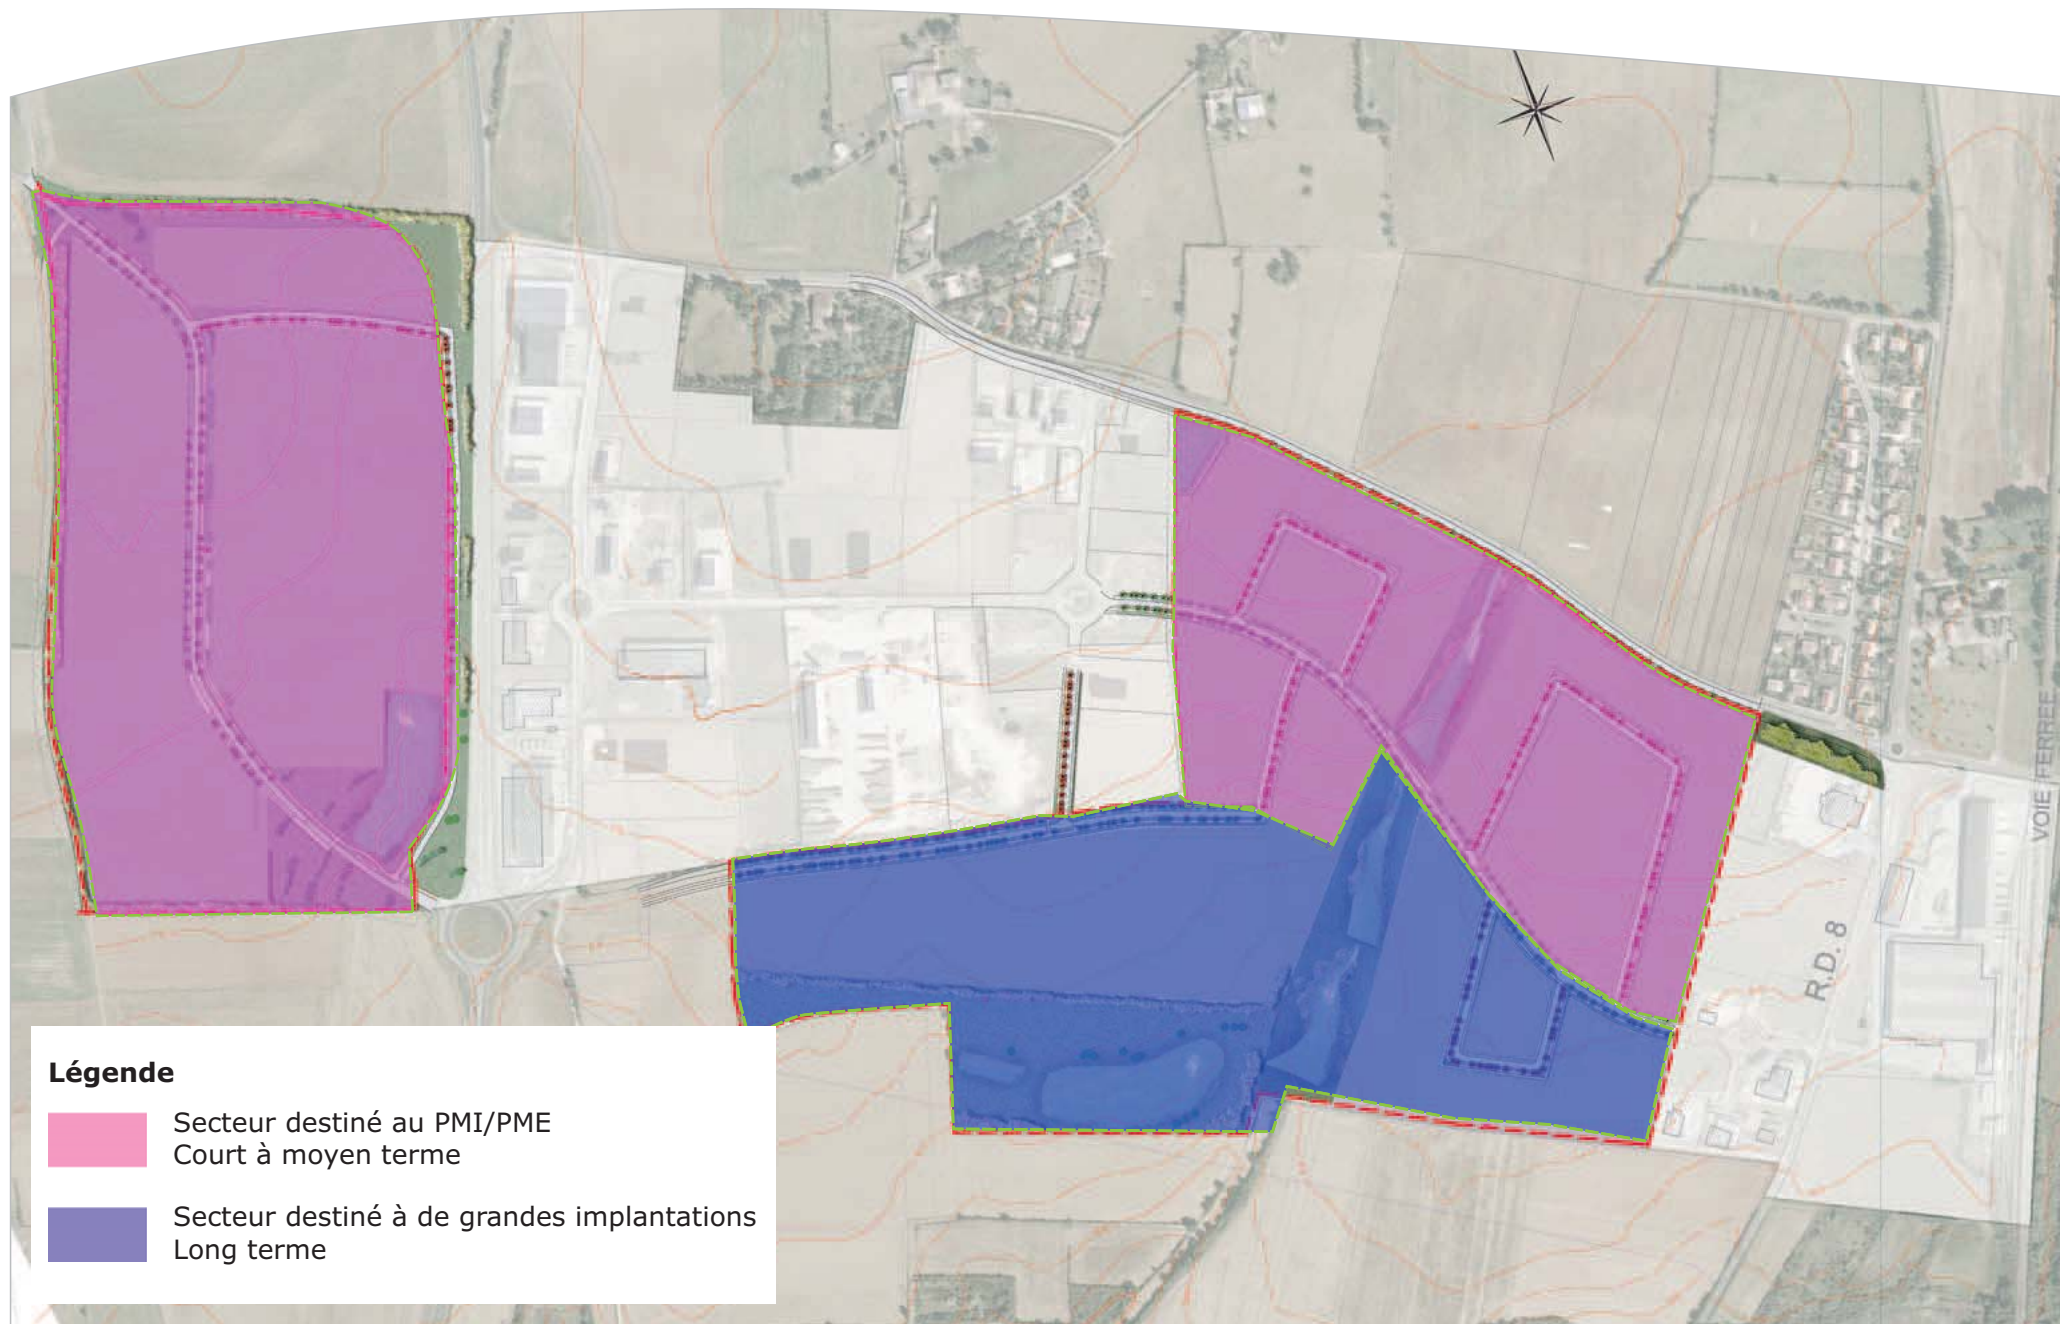 VOIE FERREE
R.D. 8
Légende
Secteur destiné au PMI/PME
Court à moyen terme
Secteur destiné à de grandes implantations
Long terme